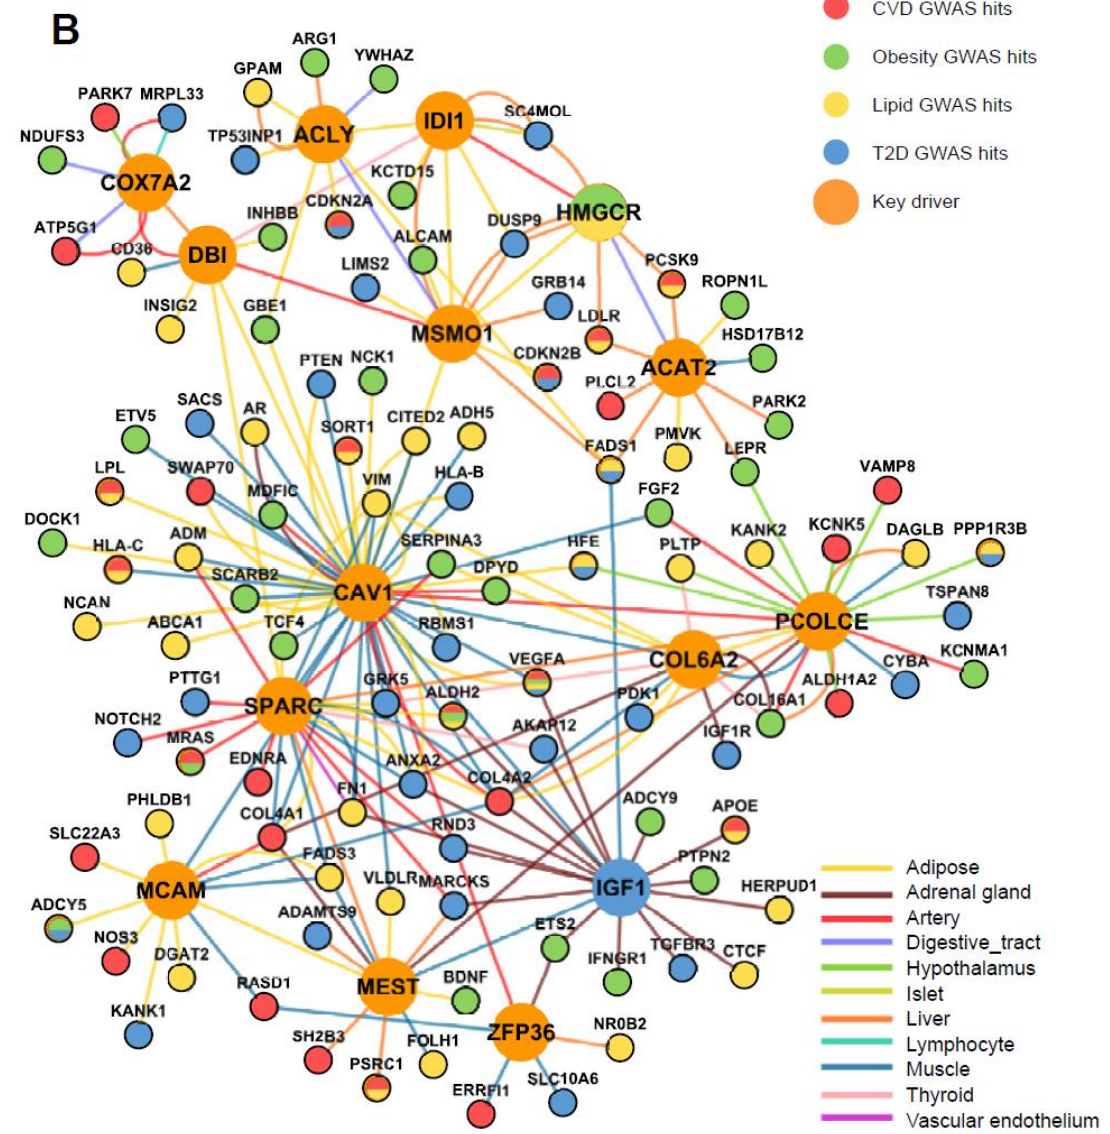 B
CVD GWAS hits
Obesity GWAS hits
Lipid GWAS hits
T2D GWAS hits
Key driver
ARG1
YWHAZ
GPAM
PARK7
MRPL33
IDI1
SC4MOL
TP53INP1
ACLY
NDUFS3
COX7A2
KCTD15
CDKN2A
INHBB
DUSP9
HMGCR
ATP5G1
CD36
DBI
ALCAM
LIMS2
PCSK9
ROPN1L
GRB14
INSIG2
GBE1
LDLR
MSMO1
HSD17B12
CDKN2B
ACAT2
PTEN
NCK1
PLCL2
PARK2
SACS
AR
ETV5
SORT1
CITED2
ADH5
PMVK
FADS1
LEPR
LPL
SWAP70
VIM
HLA-B
VAMP8
MDFIC
FGF2
DOCK1
ADM
KANK2
KCNK5
DAGLB
PPP1R3B
HLA-C
SERPINA3
HFE
PLTP
SCARB2
DPYD
CAV1
TSPAN8
NCAN
ABCA1
TCF4
RBMS1
PCOLCE
KCNMA1
COL6A2
VEGFA
CYBA
PTTG1
GRK5
ALDH2
PDK1
ALDH1A2
COL16A1
SPARC
NOTCH2
AKAP12
IGF1R
MRAS
EDNRA
ANXA2
COL4A2
FN1
PHLDB1
COL4A1
ADCY9
APOE
RND3
SLC22A3
FADS3
PTPN2
VLDLR
MARCKS
IGF1
HERPUD1
MCAM
ADCY5
ADAMTS9
NOS3
ETS2
DGAT2
IFNGR1
TGFBR3
CTCF
RASD1
MEST
BDNF
KANK1
ZFP36
NR0B2
SH2B3
FOLH1
PSRC1
ERRFI1
SLC10A6
Adipose
Adrenal gland
Artery
Digestive_tract
Hypothalamus
Islet
Liver
Lymphocyte
Muscle
Thyroid
Vascular endothelium